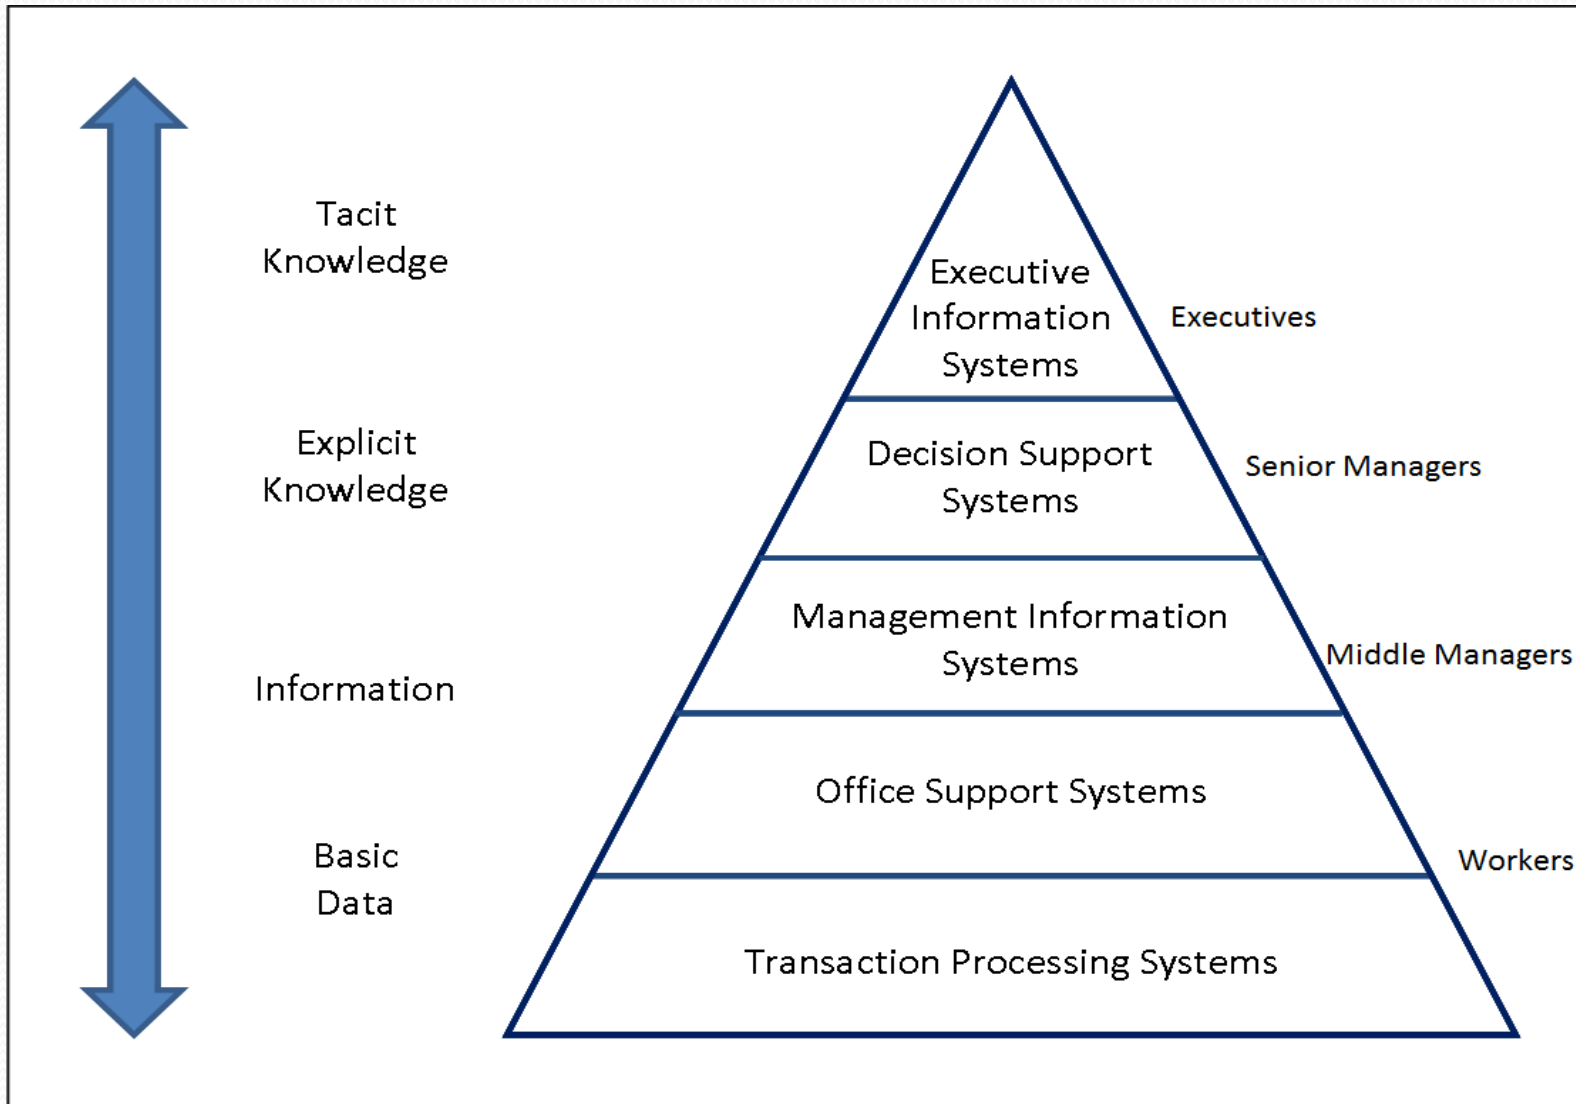 Tacit
Knowledge
Executive
Information
Systems
Executives
Explicit
Knowledge
Decision Support
Systems
Senior Managers
Management Information
Systems
Middle Managers
Information
Office Support Systems
Basic
Data
Workers
Transaction Processing Systems